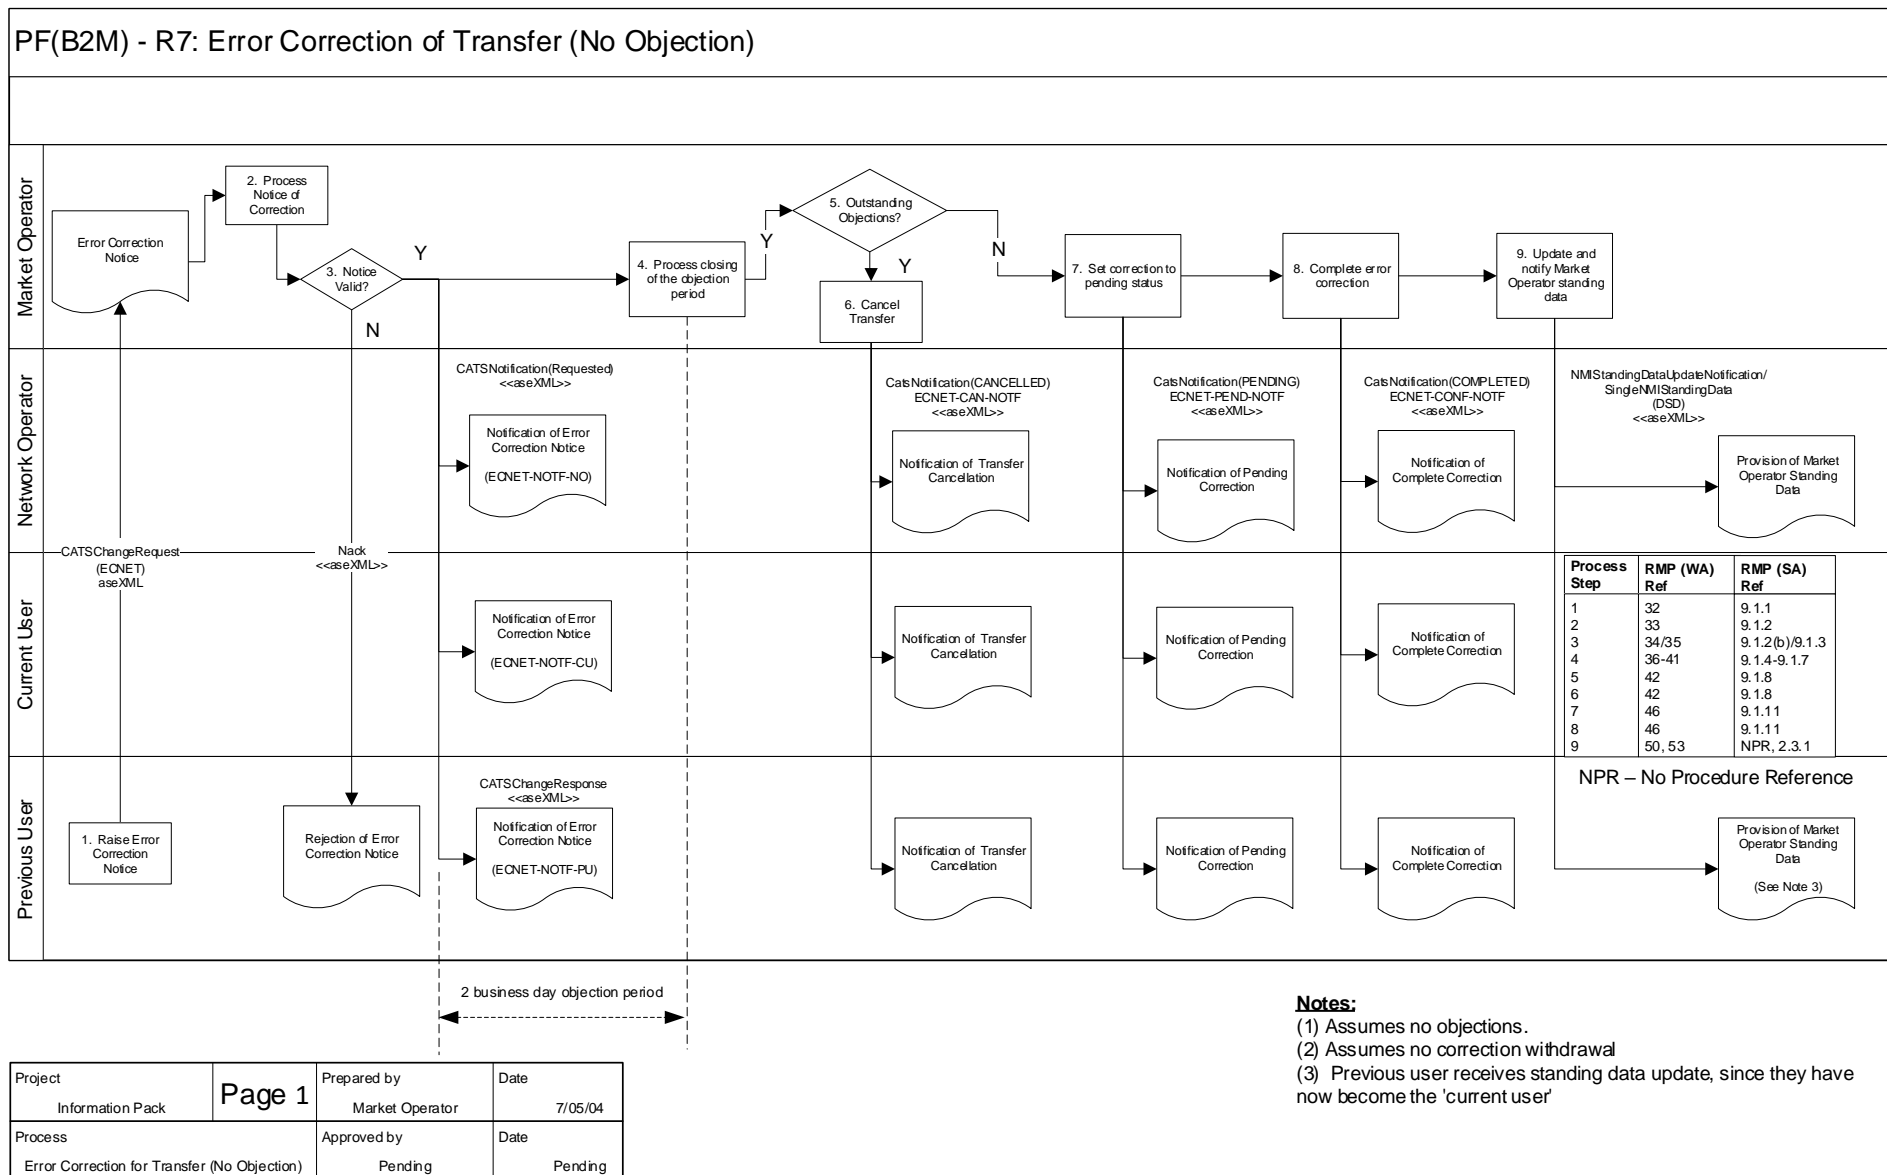 PF(B2M) - R7: Error Correction of Transfer (No Objection)
Market Operator
Error Correction
Notice
2. Process
Notice of
Correction
3. Notice
Valid?
Y
N
4. Process closing
of the objection
period
Y
5. Outstanding
Objections?
Y
N
6. Cancel
Transfer
7. Set correction to
pending status
8. Complete error
correction
9. Update and
notify Market
Operator standing
data
Network Operator
CATSNotification(Requested)
<<aseXML>>
Notification of Error
Correction Notice
(ECNET-NOTF-NO)
CatsNotification(CANCELLED)
ECNET-CAN-NOTF
<<aseXML>>
Notification of Transfer
Cancellation
CatsNotification(PENDING)
ECNET-PEND-NOTF
<<aseXML>>
Notification of Pending
Correction
CatsNotification(COMPLETED)
ECNET-CONF-NOTF
<<aseXML>>
Notification of
Complete Correction
NMIStandingDataUpdateNotification/
SingleNMIStandingData
(DSD)
<<aseXML>>
Provision of Market
Operator Standing
Data
CATSChangeRequest
(ECNET)
aseXML
Nack
<<aseXML>>
Current User
Notification of Error
Correction Notice
(ECNET-NOTF-CU)
Notification of Transfer
Cancellation
Notification of Pending
Correction
Notification of
Complete Correction
Process Step RMP (WA) Ref RMP (SA) Ref
1 32 9.1.1
2 33 9.1.2
3 34/35 9.1.2(b)/9.1.3
4 36-41 9.1.4-9.1.7
5 42 9.1.8
6 42 9.1.8
7 46 9.1.11
8 46 9.1.11
9 50, 53 NPR, 2.3.1
NPR – No Procedure Reference
Previous User
1. Raise Error
Correction
Notice
Rejection of Error
Correction Notice
CATSChangeResponse
<<aseXML>>
Notification of Error
Correction Notice
(ECNET-NOTF-PU)
Notification of Transfer
Cancellation
Notification of Pending
Correction
Notification of
Complete Correction
Provision of Market
Operator Standing
Data
(See Note 3)
2 business day objection period
Notes:
(1) Assumes no objections.
(2) Assumes no correction withdrawal
(3) Previous user receives standing data update, since they have
now become the 'current user'
Project
Information Pack
Page 1
Prepared by
Market Operator
Date
7/05/04
Process
Error Correction for Transfer (No Objection)
Approved by
Pending
Date
Pending